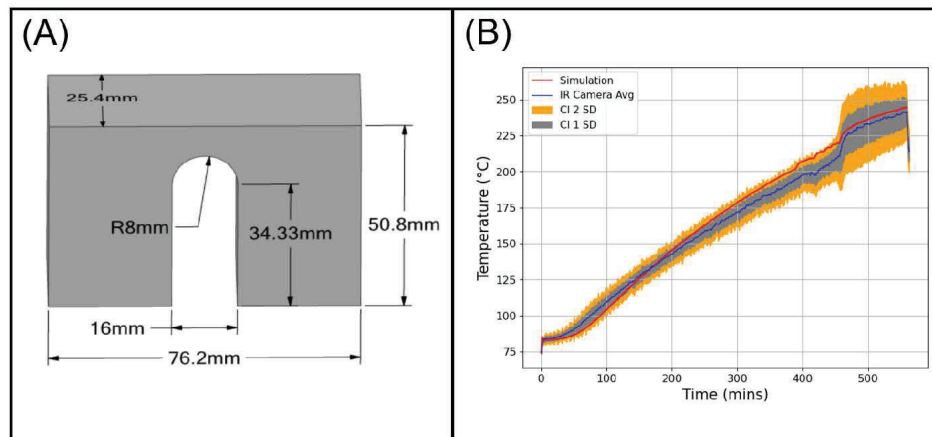 (A)
25.4mm
R8mm
34.33mm
50.8mm
16mm
76.2mm
(B)
Simulation
IR Camera Avg
CI 2 SD
CI 1 SD
Temperature (°C)
250
225
200
175
150
125
100
75
0 100 200 300 400 500
Time (mins)